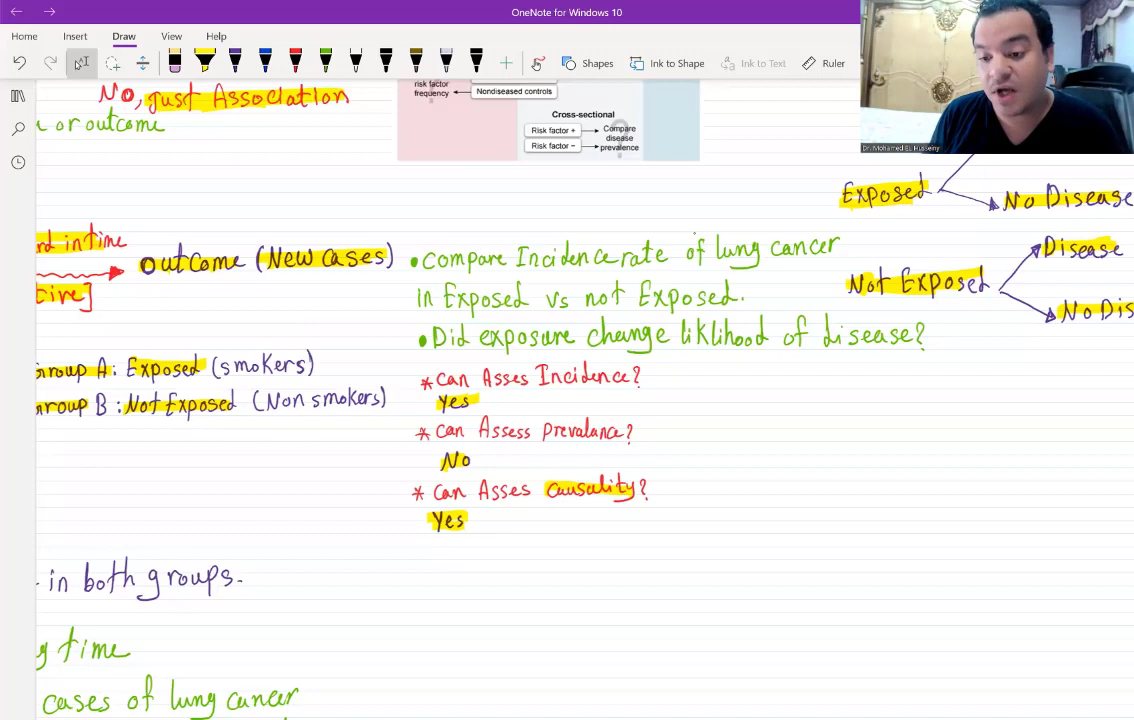 OneNote for Windows 10
Home Insert Draw View Help
Shapes Ink to Shape Ink to Text Ruler
Dr. Mohamed EL Husseiny
risk factor
frequency
Nondiseased controls
Cross-sectional
Risk factor +
Risk factor −
Compare
disease
prevalence
No, just Association
or outcome
in time
outcome (New cases)
tive]
Group A: Exposed (smokers)
Group B: Not Exposed (Non smokers)
• compare Incidence rate of lung cancer
in Exposed vs not Exposed.
• Did exposure change liklihood of disease?
* can Asses Incidence?
Yes
* can Assess prevalance?
No
* can Asses causality?
Yes
Exposed
No Disease
Not Exposed
Disease
No Dis
in both groups.
time
cases of lung cancer